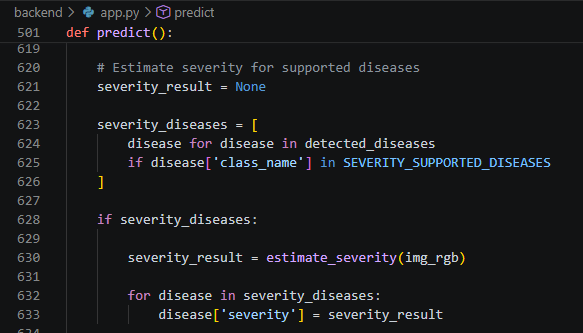 backend > app.py > predict
501 def predict():
619
620 # Estimate severity for supported diseases
621 severity_result = None
622
623 severity_diseases = [
624 disease for disease in detected_diseases
625 if disease['class_name'] in SEVERITY_SUPPORTED_DISEASES
626 ]
627
628 if severity_diseases:
629
630 severity_result = estimate_severity(img_rgb)
631
632 for disease in severity_diseases:
633 disease['severity'] = severity_result
634